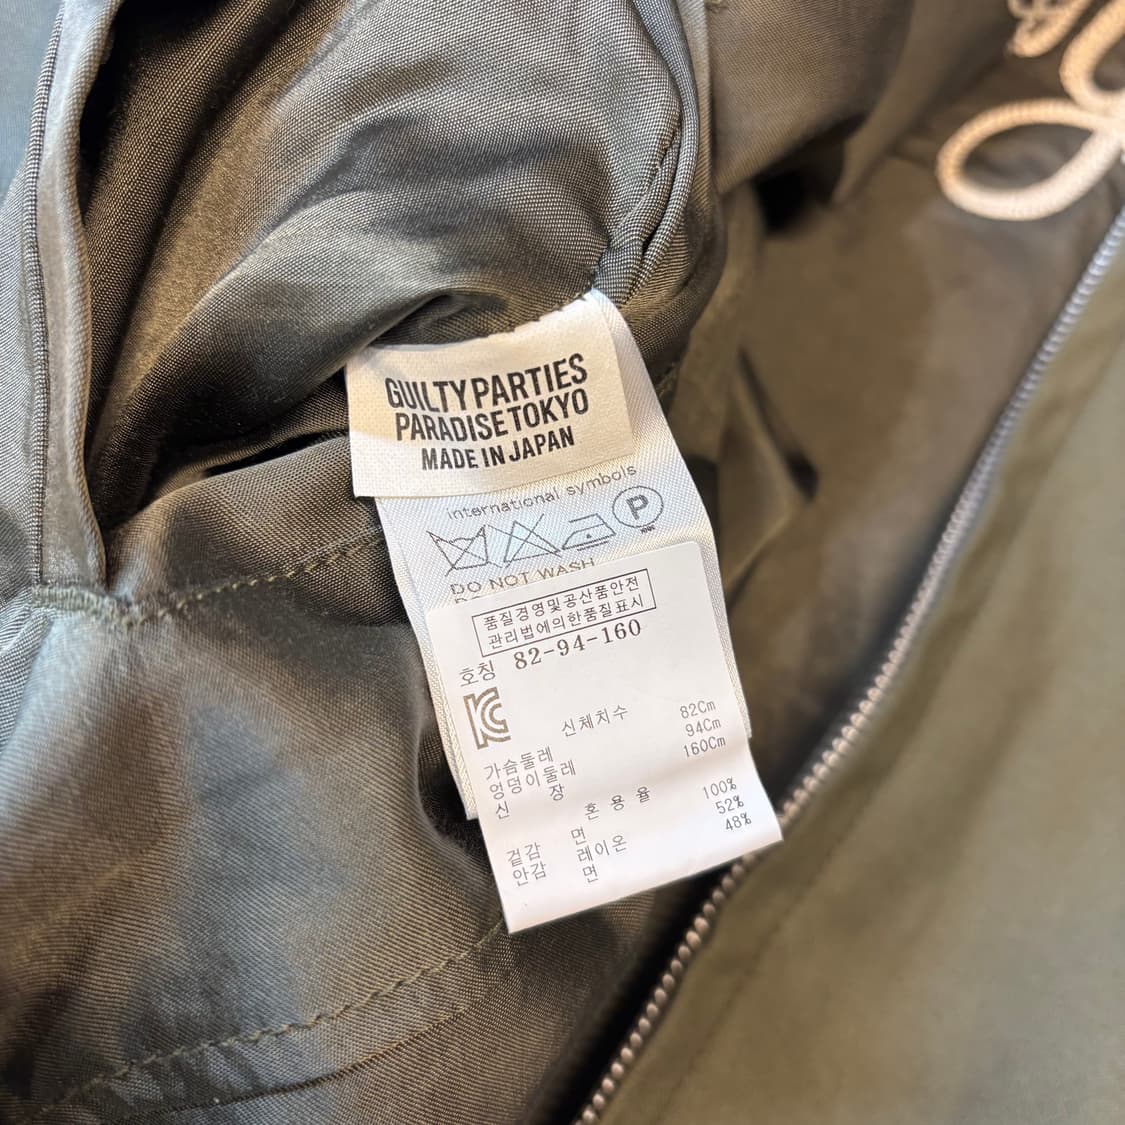 GUILTY PARTIES
PARADISE TOKYO
MADE IN JAPAN
international symbols
P
DO NOT WASH
품질경영및공산품안전
관리법에의한품질표시
호칭 82-94-160
신체치수
가슴둘레 82Cm
엉덩이둘레 94Cm
신 장 160Cm
혼 용 율
겉감 면 100%
안감 레이온 52%
면 48%